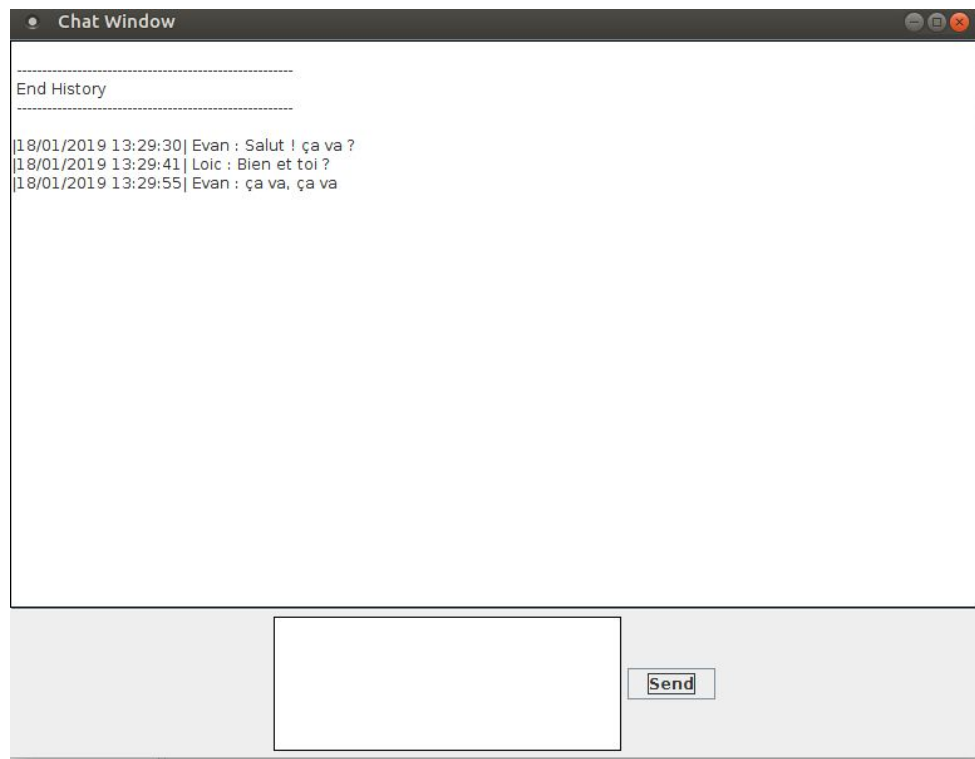 Chat Window
-------------------------------------------------------
End History
-------------------------------------------------------
|18/01/2019 13:29:30| Evan : Salut ! ça va ?
|18/01/2019 13:29:41| Loic : Bien et toi ?
|18/01/2019 13:29:55| Evan : ça va, ça va
Send